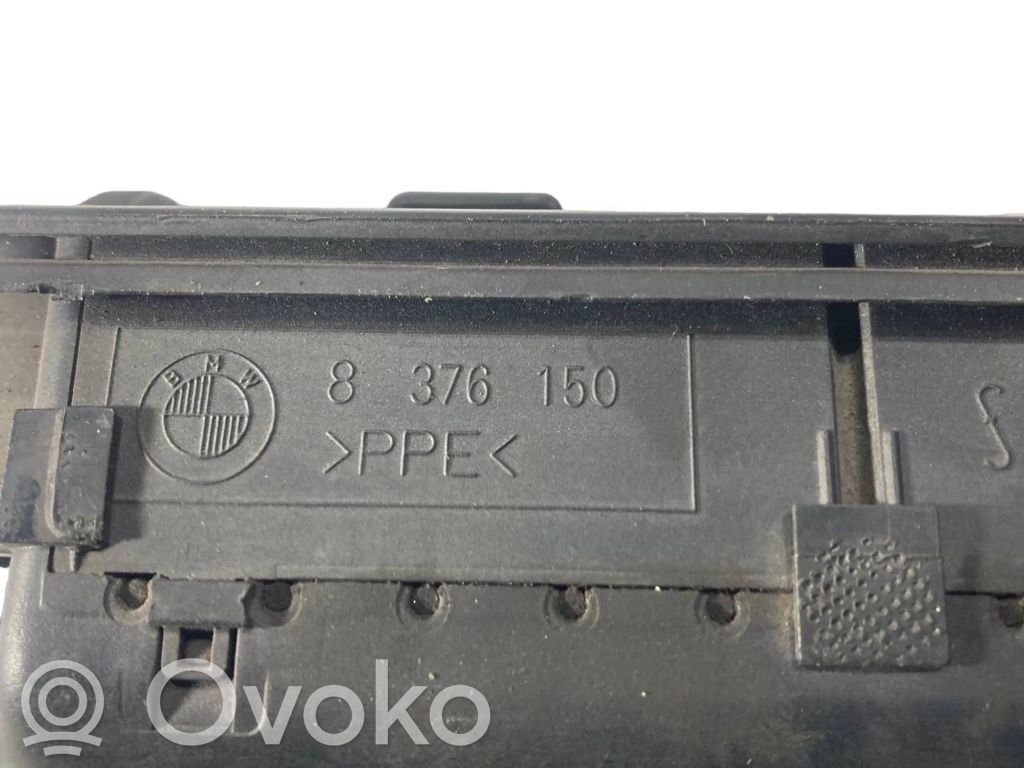 BMW
8 376 150
>PPE<
Ovoko